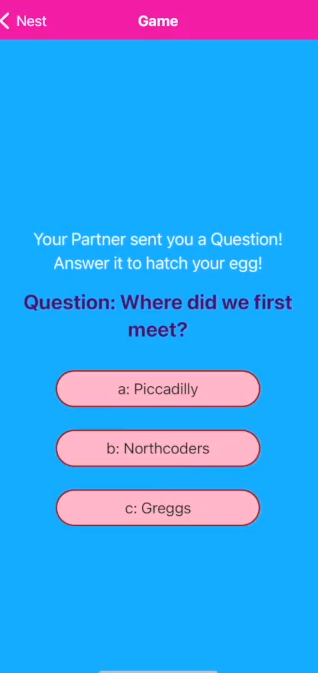 Nest
Game
Your Partner sent you a Question!
Answer it to hatch your egg!
Question: Where did we first
meet?
a: Piccadilly
b: Northcoders
c: Greggs